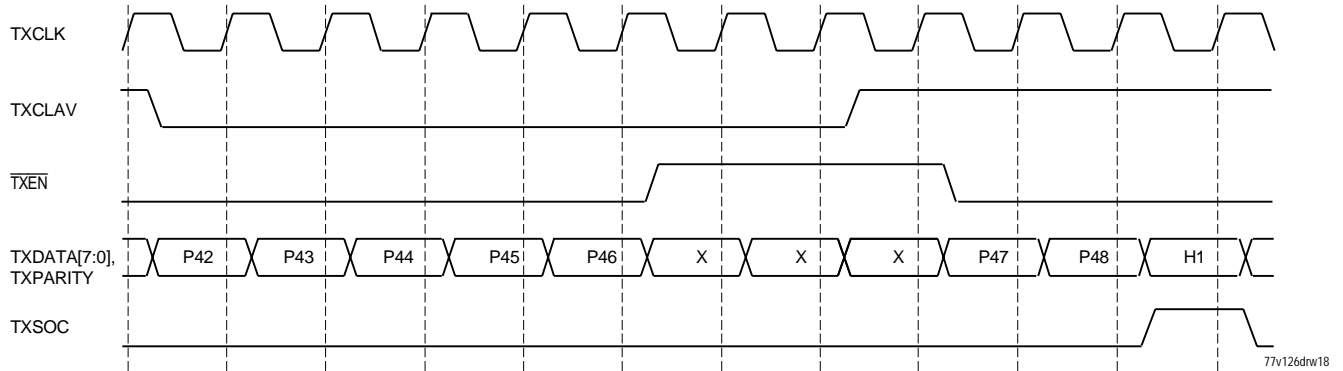 TXCLK
TXCLAV
TXEN
TXDATA[7:0], P42 P43 P44 P45 P46 X X X P47 P48 H1
TXPARITY
TXSOC
77v126drw18